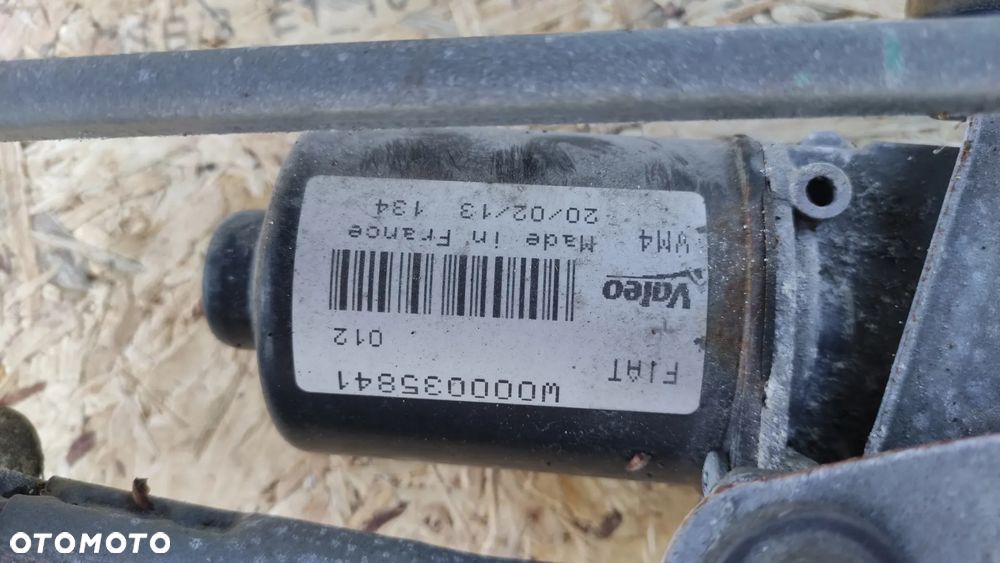 W000035841
FIAT 012
Valeo
VM4 Made in France
20/02/13 134
OTOMOTO